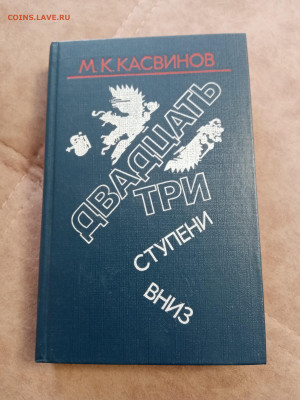 COINS.LAVE.RU
М.К.КАСВИНОВ
ДВАДЦАТЬ
ТРИ
СТУПЕНИ
ВНИЗ